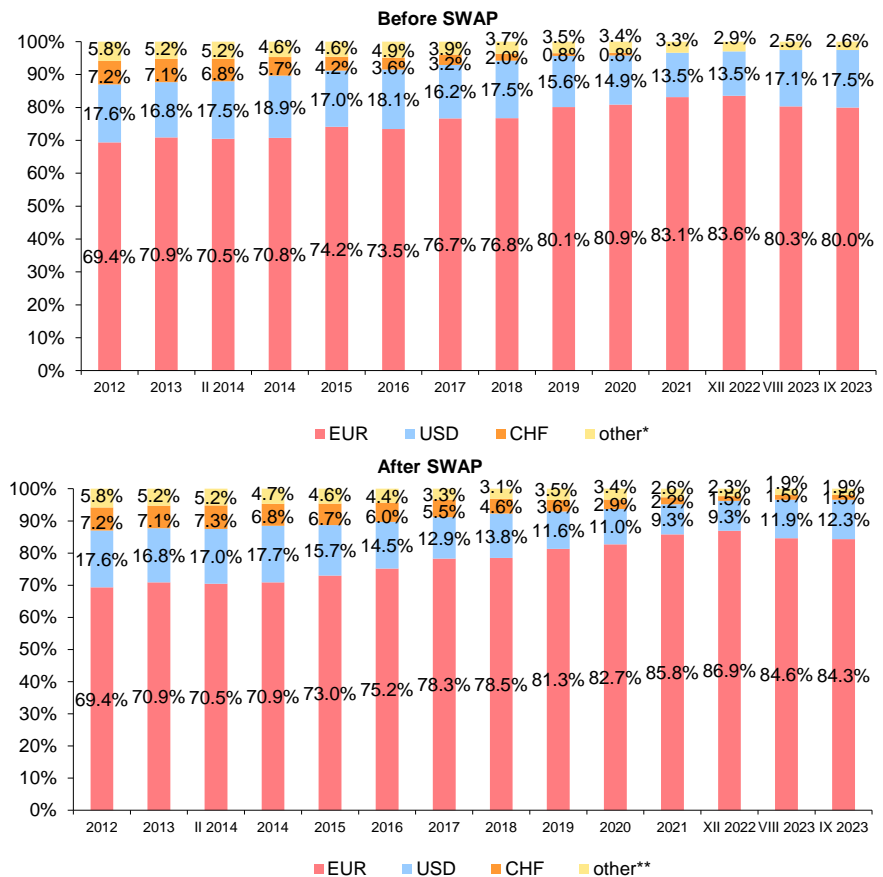 Before SWAP
100%
90%
80%
70%
60%
50%
40%
30%
20%
10%
0%
5.8% 5.2% 5.2% 4.6% 4.6% 4.9% 3.9% 3.7% 3.5% 3.4% 3.3% 2.9% 2.5% 2.6%
7.2% 7.1% 6.8% 5.7% 4.2% 3.6% 3.2% 2.0% 0.8% 0.8%
17.6% 16.8% 17.5% 18.9% 17.0% 18.1% 16.2% 17.5% 15.6% 14.9% 13.5% 13.5% 17.1% 17.5%
69.4% 70.9% 70.5% 70.8% 74.2% 73.5% 76.7% 76.8% 80.1% 80.9% 83.1% 83.6% 80.3% 80.0%
2012 2013 II 2014 2014 2015 2016 2017 2018 2019 2020 2021 XII 2022 VIII 2023 IX 2023
EUR USD CHF other*
After SWAP
100%
90%
80%
70%
60%
50%
40%
30%
20%
10%
0%
5.8% 5.2% 5.2% 4.7% 4.6% 4.4% 3.3% 3.1% 3.5% 3.4% 2.6% 2.3% 1.9% 1.9%
7.2% 7.1% 7.3% 6.8% 6.7% 6.0% 5.5% 4.6% 3.6% 2.9% 2.2% 1.5% 1.5% 1.5%
17.6% 16.8% 17.0% 17.7% 15.7% 14.5% 12.9% 13.8% 11.6% 11.0% 9.3% 9.3% 11.9% 12.3%
69.4% 70.9% 70.5% 70.9% 73.0% 75.2% 78.3% 78.5% 81.3% 82.7% 85.8% 86.9% 84.6% 84.3%
2012 2013 II 2014 2014 2015 2016 2017 2018 2019 2020 2021 XII 2022 VIII 2023 IX 2023
EUR USD CHF other**